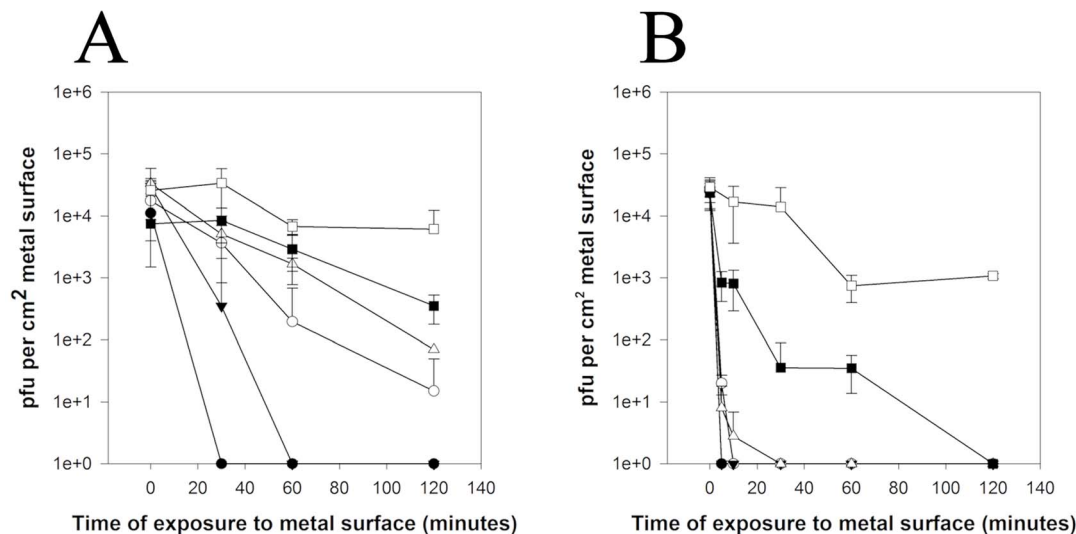 A
1e+6
1e+5
1e+4
1e+3
1e+2
1e+1
1e+0
pfu per cm2 metal surface
0 20 40 60 80 100 120 140
Time of exposure to metal surface (minutes)
B
1e+6
1e+5
1e+4
1e+3
1e+2
1e+1
1e+0
pfu per cm² metal surface
0 20 40 60 80 100 120 140
Time of exposure to metal surface (minutes)